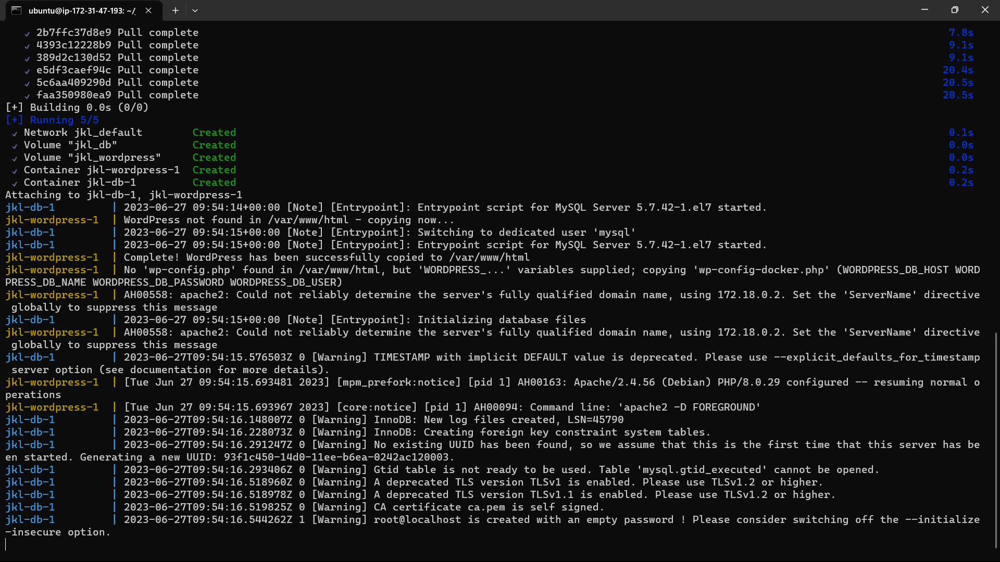 ubuntu@ip-172-31-47-193: ~/
✓ 2b7ffc37d8e9 Pull complete 7.8s
✓ 4393c12228b9 Pull complete 9.1s
✓ 389d2c130d52 Pull complete 9.1s
✓ e5df3caef94c Pull complete 20.4s
✓ 5c6aa409290d Pull complete 20.5s
✓ faa350980ea9 Pull complete 20.5s
[+] Building 0.0s (0/0)
[+] Running 5/5
✓ Network jkl_default Created 0.1s
✓ Volume "jkl_db" Created 0.0s
✓ Volume "jkl_wordpress" Created 0.0s
✓ Container jkl-wordpress-1 Created 0.2s
✓ Container jkl-db-1 Created 0.2s
Attaching to jkl-db-1, jkl-wordpress-1
jkl-db-1 | 2023-06-27 09:54:14+00:00 [Note] [Entrypoint]: Entrypoint script for MySQL Server 5.7.42-1.el7 started.
jkl-wordpress-1 | WordPress not found in /var/www/html - copying now...
jkl-db-1 | 2023-06-27 09:54:15+00:00 [Note] [Entrypoint]: Switching to dedicated user 'mysql'
jkl-db-1 | 2023-06-27 09:54:15+00:00 [Note] [Entrypoint]: Entrypoint script for MySQL Server 5.7.42-1.el7 started.
jkl-wordpress-1 | Complete! WordPress has been successfully copied to /var/www/html
jkl-wordpress-1 | No 'wp-config.php' found in /var/www/html, but 'WORDPRESS_...' variables supplied; copying 'wp-config-docker.php' (WORDPRESS_DB_HOST WORD
PRESS_DB_NAME WORDPRESS_DB_PASSWORD WORDPRESS_DB_USER)
jkl-wordpress-1 | AH00558: apache2: Could not reliably determine the server's fully qualified domain name, using 172.18.0.2. Set the 'ServerName' directive
globally to suppress this message
jkl-db-1 | 2023-06-27 09:54:15+00:00 [Note] [Entrypoint]: Initializing database files
jkl-wordpress-1 | AH00558: apache2: Could not reliably determine the server's fully qualified domain name, using 172.18.0.2. Set the 'ServerName' directive
globally to suppress this message
jkl-db-1 | 2023-06-27T09:54:15.576503Z 0 [Warning] TIMESTAMP with implicit DEFAULT value is deprecated. Please use --explicit_defaults_for_timestamp
server option (see documentation for more details).
jkl-wordpress-1 | [Tue Jun 27 09:54:15.693481 2023] [mpm_prefork:notice] [pid 1] AH00163: Apache/2.4.56 (Debian) PHP/8.0.29 configured -- resuming normal o
perations
jkl-wordpress-1 | [Tue Jun 27 09:54:15.693967 2023] [core:notice] [pid 1] AH00094: Command line: 'apache2 -D FOREGROUND'
jkl-db-1 | 2023-06-27T09:54:16.148007Z 0 [Warning] InnoDB: New log files created, LSN=45790
jkl-db-1 | 2023-06-27T09:54:16.228073Z 0 [Warning] InnoDB: Creating foreign key constraint system tables.
jkl-db-1 | 2023-06-27T09:54:16.291247Z 0 [Warning] No existing UUID has been found, so we assume that this is the first time that this server has be
en started. Generating a new UUID: 93f1c450-14d0-11ee-b6ea-0242ac120003.
jkl-db-1 | 2023-06-27T09:54:16.293406Z 0 [Warning] Gtid table is not ready to be used. Table 'mysql.gtid_executed' cannot be opened.
jkl-db-1 | 2023-06-27T09:54:16.518960Z 0 [Warning] A deprecated TLS version TLSv1 is enabled. Please use TLSv1.2 or higher.
jkl-db-1 | 2023-06-27T09:54:16.518978Z 0 [Warning] A deprecated TLS version TLSv1.1 is enabled. Please use TLSv1.2 or higher.
jkl-db-1 | 2023-06-27T09:54:16.519825Z 0 [Warning] CA certificate ca.pem is self signed.
jkl-db-1 | 2023-06-27T09:54:16.544262Z 1 [Warning] root@localhost is created with an empty password ! Please consider switching off the --initialize
-insecure option.